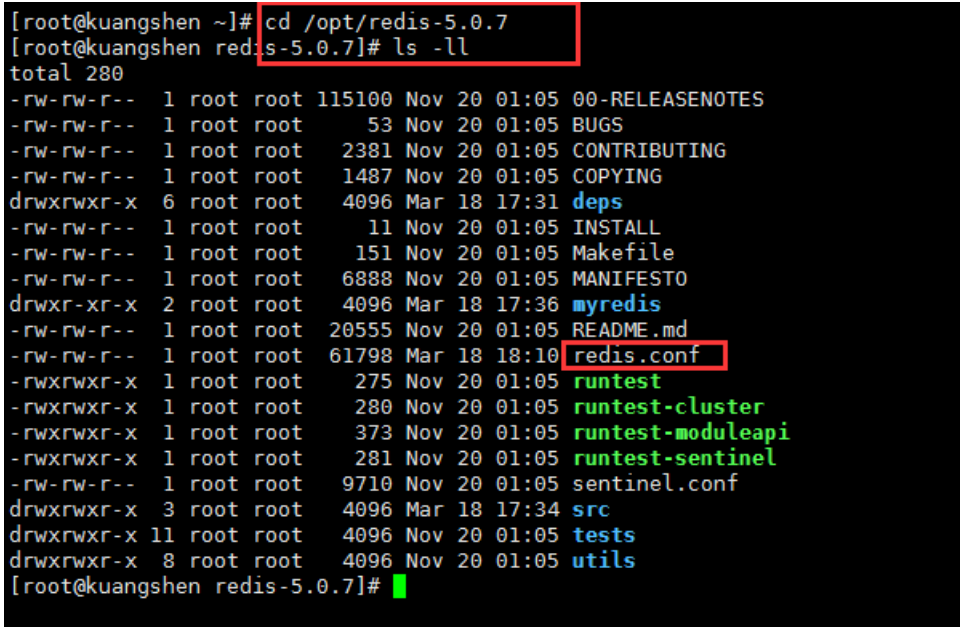 [root@kuangshen ~]# cd /opt/redis-5.0.7
[root@kuangshen redis-5.0.7]# ls -ll
total 280
-rw-rw-r--  1 root root 115100 Nov 20 01:05 00-RELEASENOTES
-rw-rw-r--  1 root root     53 Nov 20 01:05 BUGS
-rw-rw-r--  1 root root   2381 Nov 20 01:05 CONTRIBUTING
-rw-rw-r--  1 root root   1487 Nov 20 01:05 COPYING
drwxrwxr-x  6 root root   4096 Mar 18 17:31 deps
-rw-rw-r--  1 root root     11 Nov 20 01:05 INSTALL
-rw-rw-r--  1 root root    151 Nov 20 01:05 Makefile
-rw-rw-r--  1 root root   6888 Nov 20 01:05 MANIFESTO
drwxr-xr-x  2 root root   4096 Mar 18 17:36 myredis
-rw-rw-r--  1 root root  20555 Nov 20 01:05 README.md
-rw-rw-r--  1 root root  61798 Mar 18 18:10 redis.conf
-rwxrwxr-x  1 root root    275 Nov 20 01:05 runtest
-rwxrwxr-x  1 root root    280 Nov 20 01:05 runtest-cluster
-rwxrwxr-x  1 root root    373 Nov 20 01:05 runtest-moduleapi
-rwxrwxr-x  1 root root    281 Nov 20 01:05 runtest-sentinel
-rw-rw-r--  1 root root   9710 Nov 20 01:05 sentinel.conf
drwxrwxr-x  3 root root   4096 Mar 18 17:34 src
drwxrwxr-x 11 root root   4096 Nov 20 01:05 tests
drwxrwxr-x  8 root root   4096 Nov 20 01:05 utils
[root@kuangshen redis-5.0.7]#